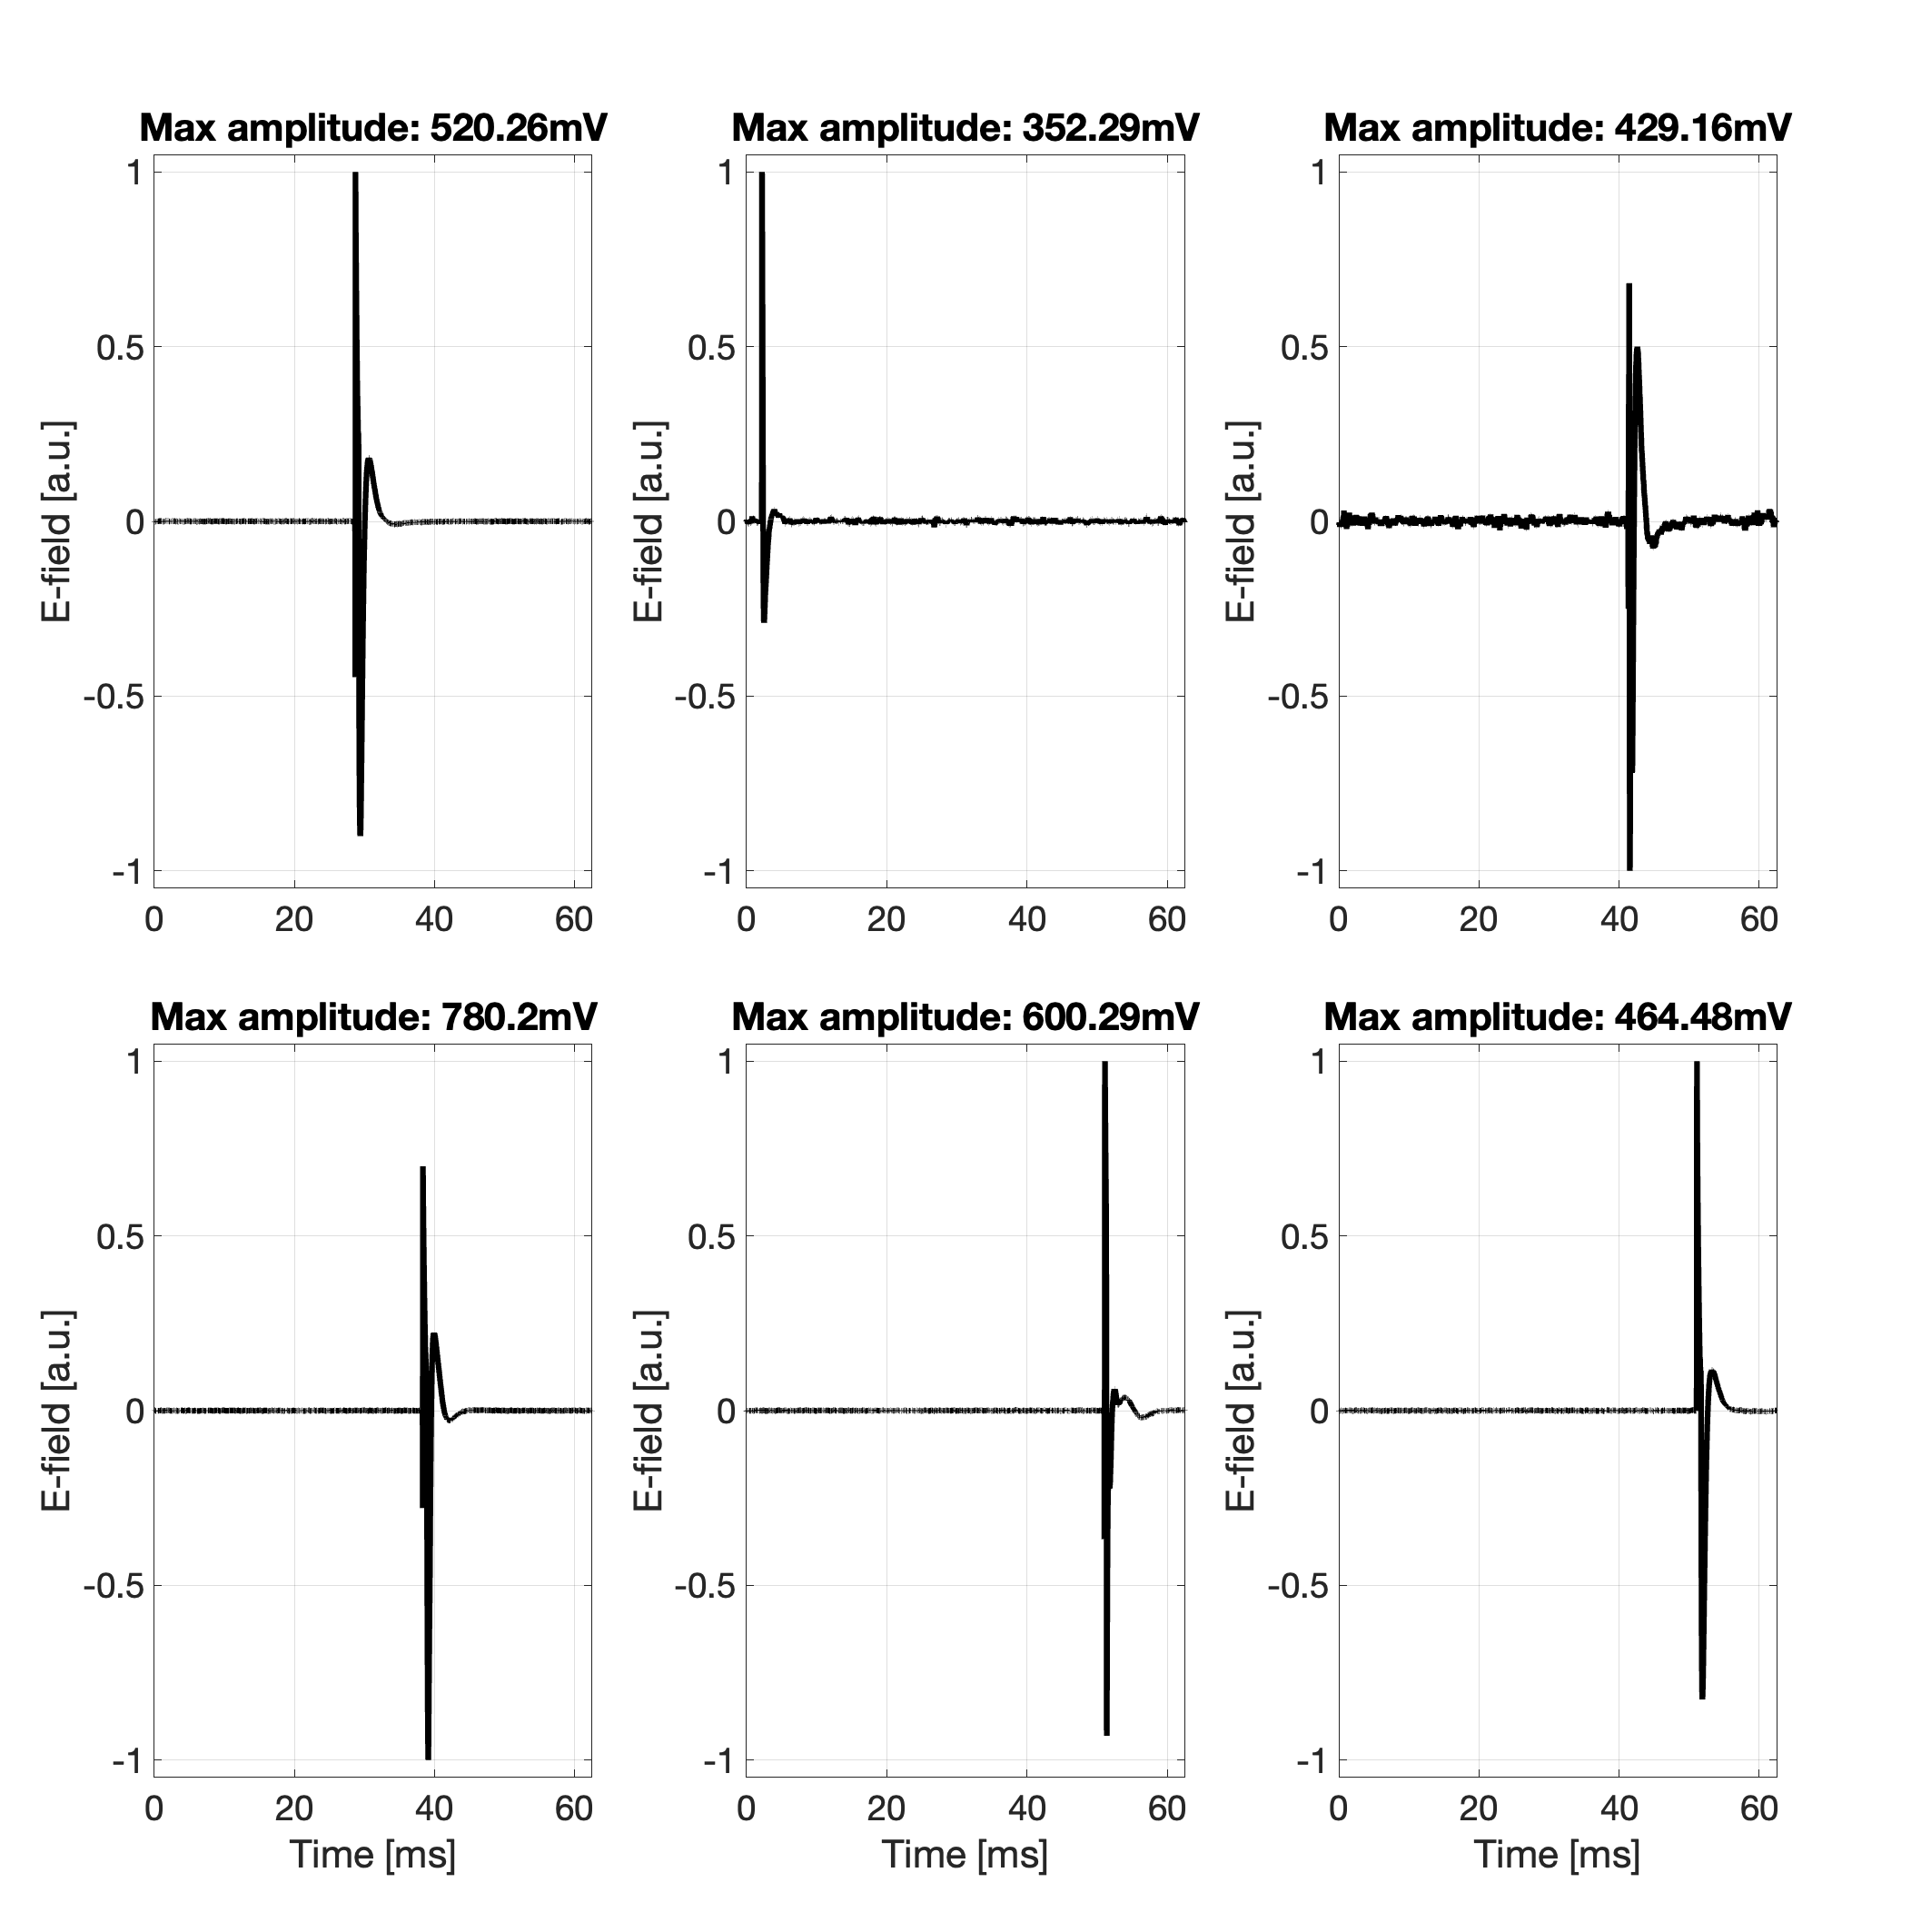 Max amplitude: 520.26mV
1
0.5
0
-0.5
-1
E-field [a.u.]
0 20 40 60
Max amplitude: 352.29mV
1
0.5
0
-0.5
-1
E-field [a.u.]
0 20 40 60
Max amplitude: 429.16mV
1
0.5
0
-0.5
-1
E-field [a.u.]
0 20 40 60
Max amplitude: 780.2mV
1
0.5
0
-0.5
-1
E-field [a.u.]
0 20 40 60
Time [ms]
Max amplitude: 600.29mV
1
0.5
0
-0.5
-1
E-field [a.u.]
0 20 40 60
Time [ms]
Max amplitude: 464.48mV
1
0.5
0
-0.5
-1
E-field [a.u.]
0 20 40 60
Time [ms]